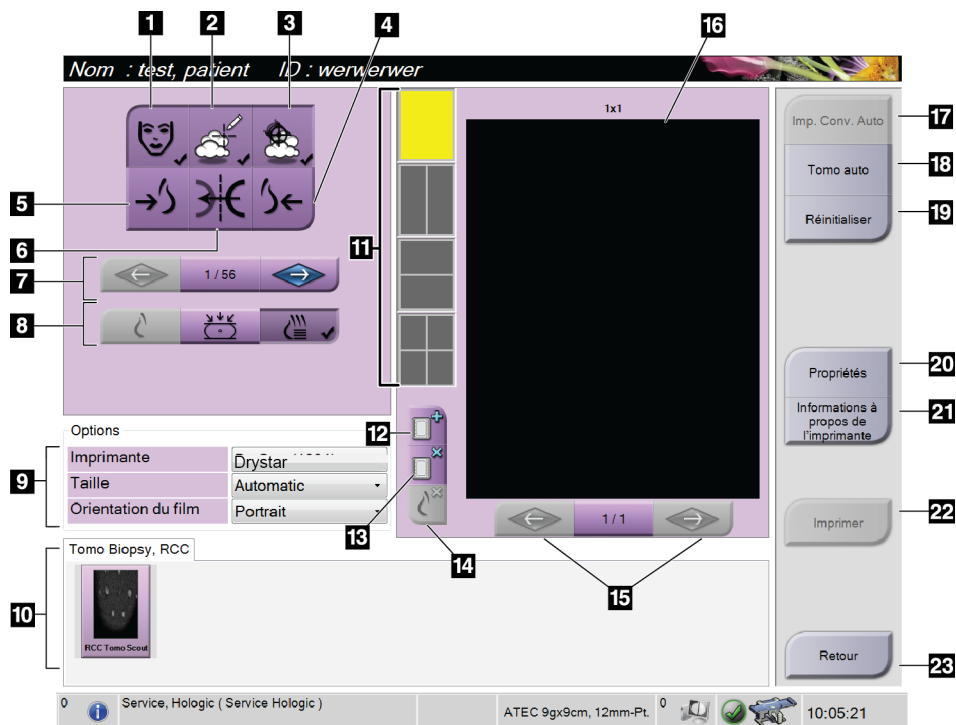 1 2 3 4 16
Nom : test, patient ID : werwerwer
1x1
Imp. Conv. Auto 17
Tomo auto 18
5
Réinitialiser 19
6 11
7 1 / 56
8
Propriétés 20
Informations à propos de l'imprimante 21
12
Options
Imprimante Drystar
9 Taille Automatic
Orientation du film Portrait
13
14
1 / 1
15
Imprimer 22
Tomo Biopsy, RCC
10
RCC Tomo Scout
Retour 23
0 Service, Hologic ( Service Hologic ) ATEC 9gx9cm, 12mm-Pt. 0 10:05:21